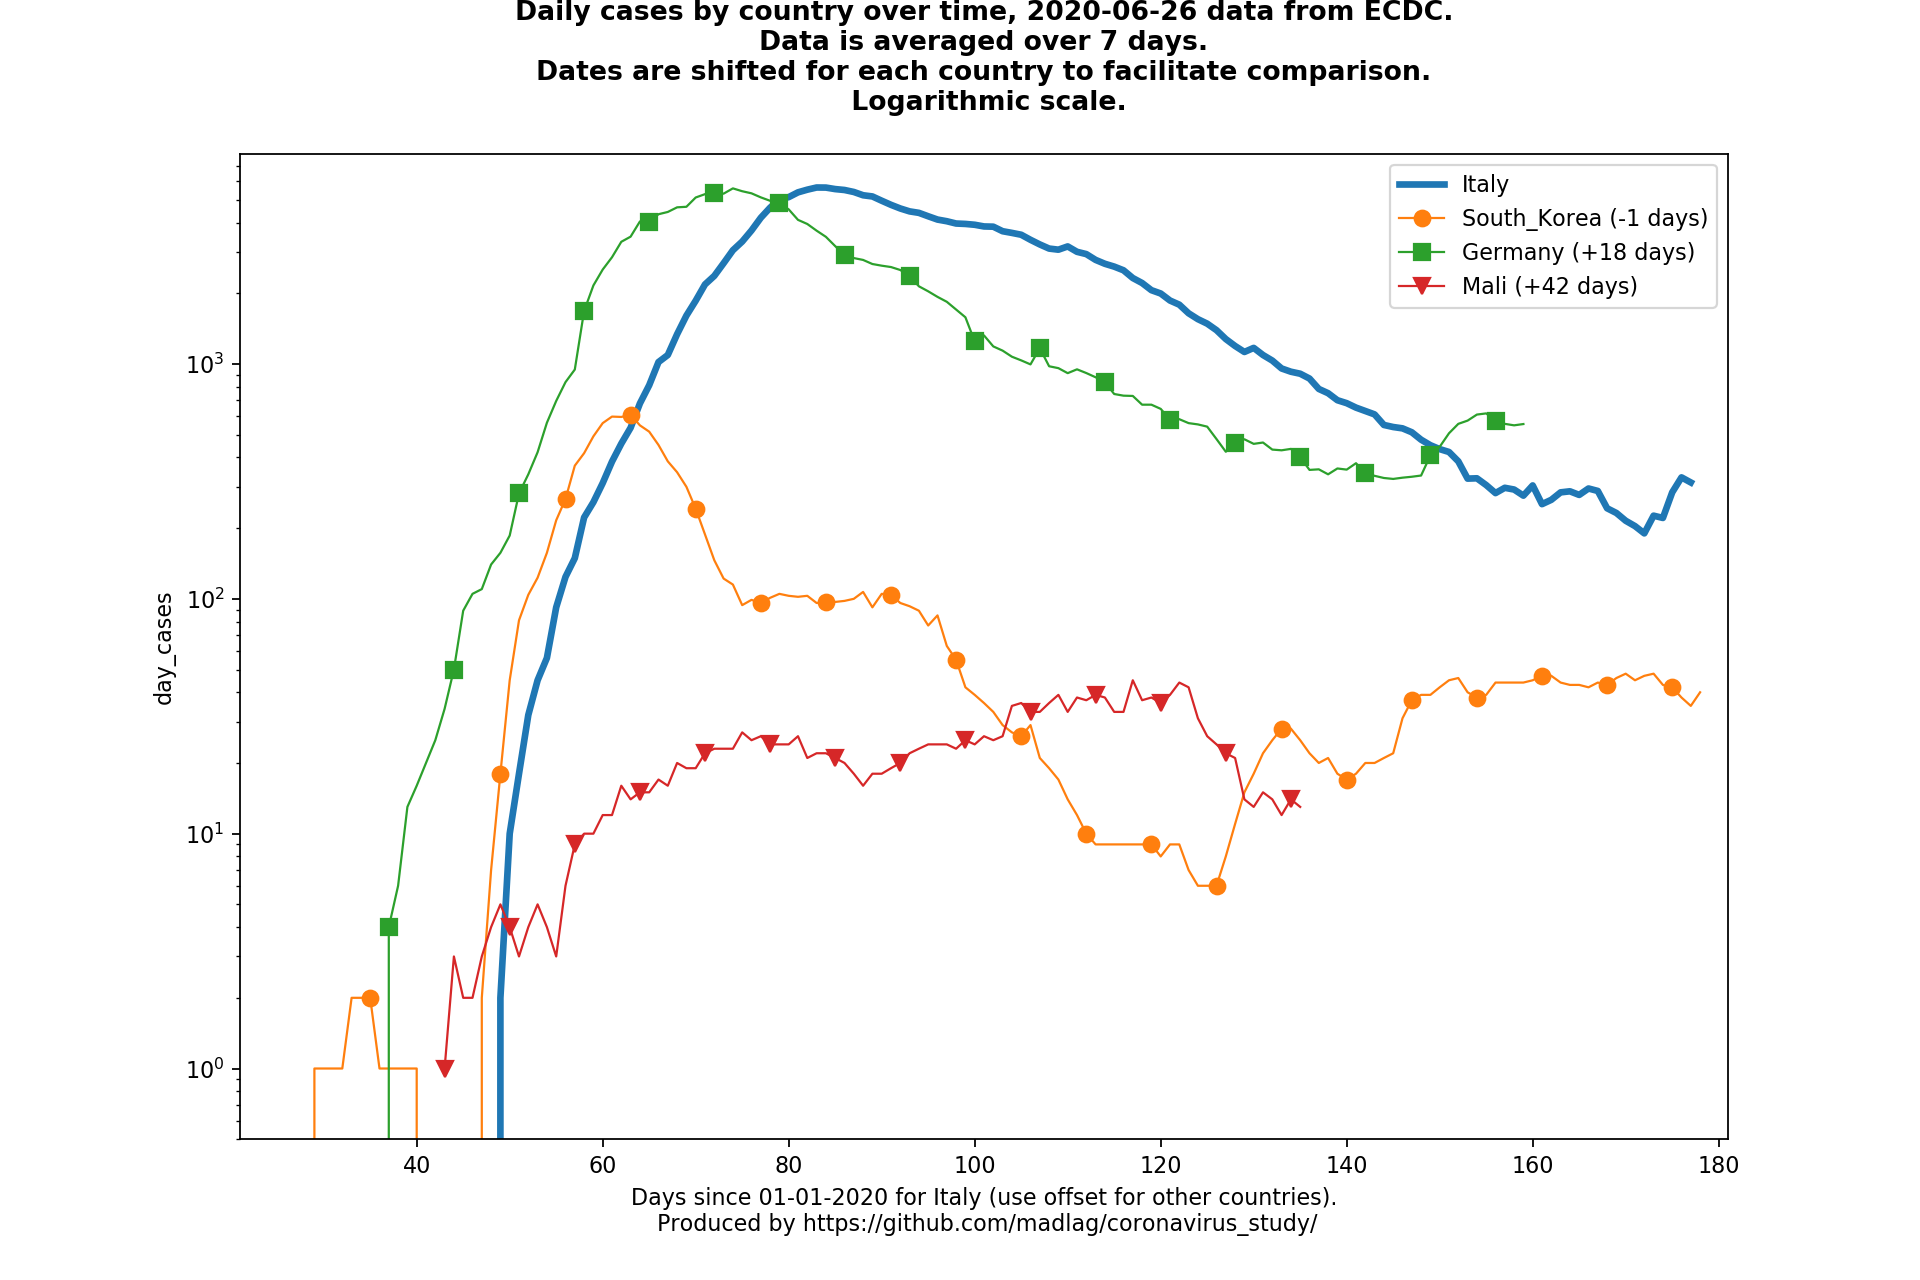 Daily cases by country over time, 2020-06-26 data from ECDC.
Data is averaged over 7 days.
Dates are shifted for each country to facilitate comparison.
Logarithmic scale.
Italy
South_Korea (-1 days)
Germany (+18 days)
Mali (+42 days)
day_cases
10³
10²
10¹
10⁰
40 60 80 100 120 140 160 180
Days since 01-01-2020 for Italy (use offset for other countries).
Produced by https://github.com/madlag/coronavirus_study/